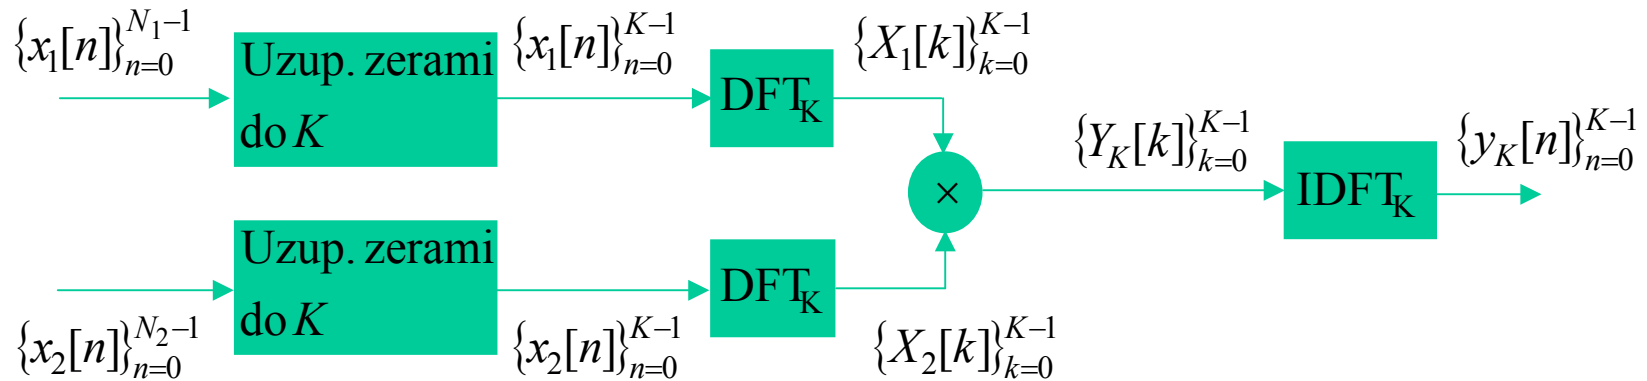 {x₁[n]}ₙ₌₀^{N₁−1}
Uzup. zerami
do K
{x₁[n]}ₙ₌₀^{K−1}
DFT_K
{X₁[k]}ₖ₌₀^{K−1}
×
{Y_K[k]}ₖ₌₀^{K−1}
IDFT_K
{y_K[n]}ₙ₌₀^{K−1}
{x₂[n]}ₙ₌₀^{N₂−1}
Uzup. zerami
do K
{x₂[n]}ₙ₌₀^{K−1}
DFT_K
{X₂[k]}ₖ₌₀^{K−1}